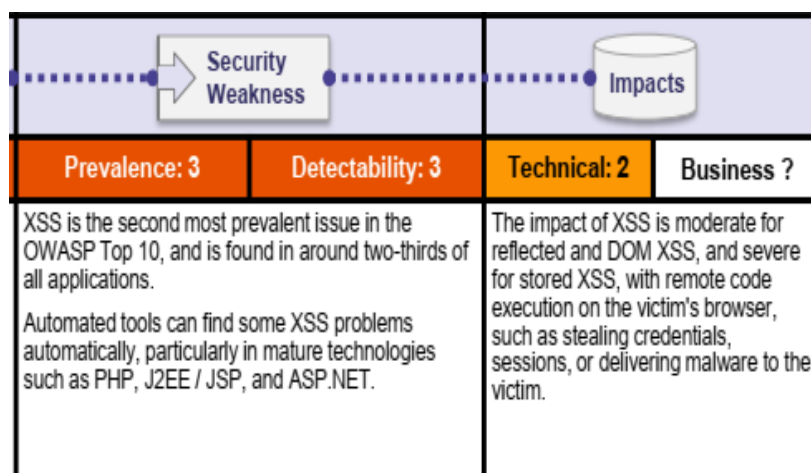 Security
Weakness
Impacts
Prevalence: 3
Detectability: 3
Technical: 2
Business ?
XSS is the second most prevalent issue in the
OWASP Top 10, and is found in around two-thirds of
all applications.
Automated tools can find some XSS problems
automatically, particularly in mature technologies
such as PHP, J2EE / JSP, and ASP.NET.
The impact of XSS is moderate for
reflected and DOM XSS, and severe
for stored XSS, with remote code
execution on the victim's browser,
such as stealing credentials,
sessions, or delivering malware to the
victim.